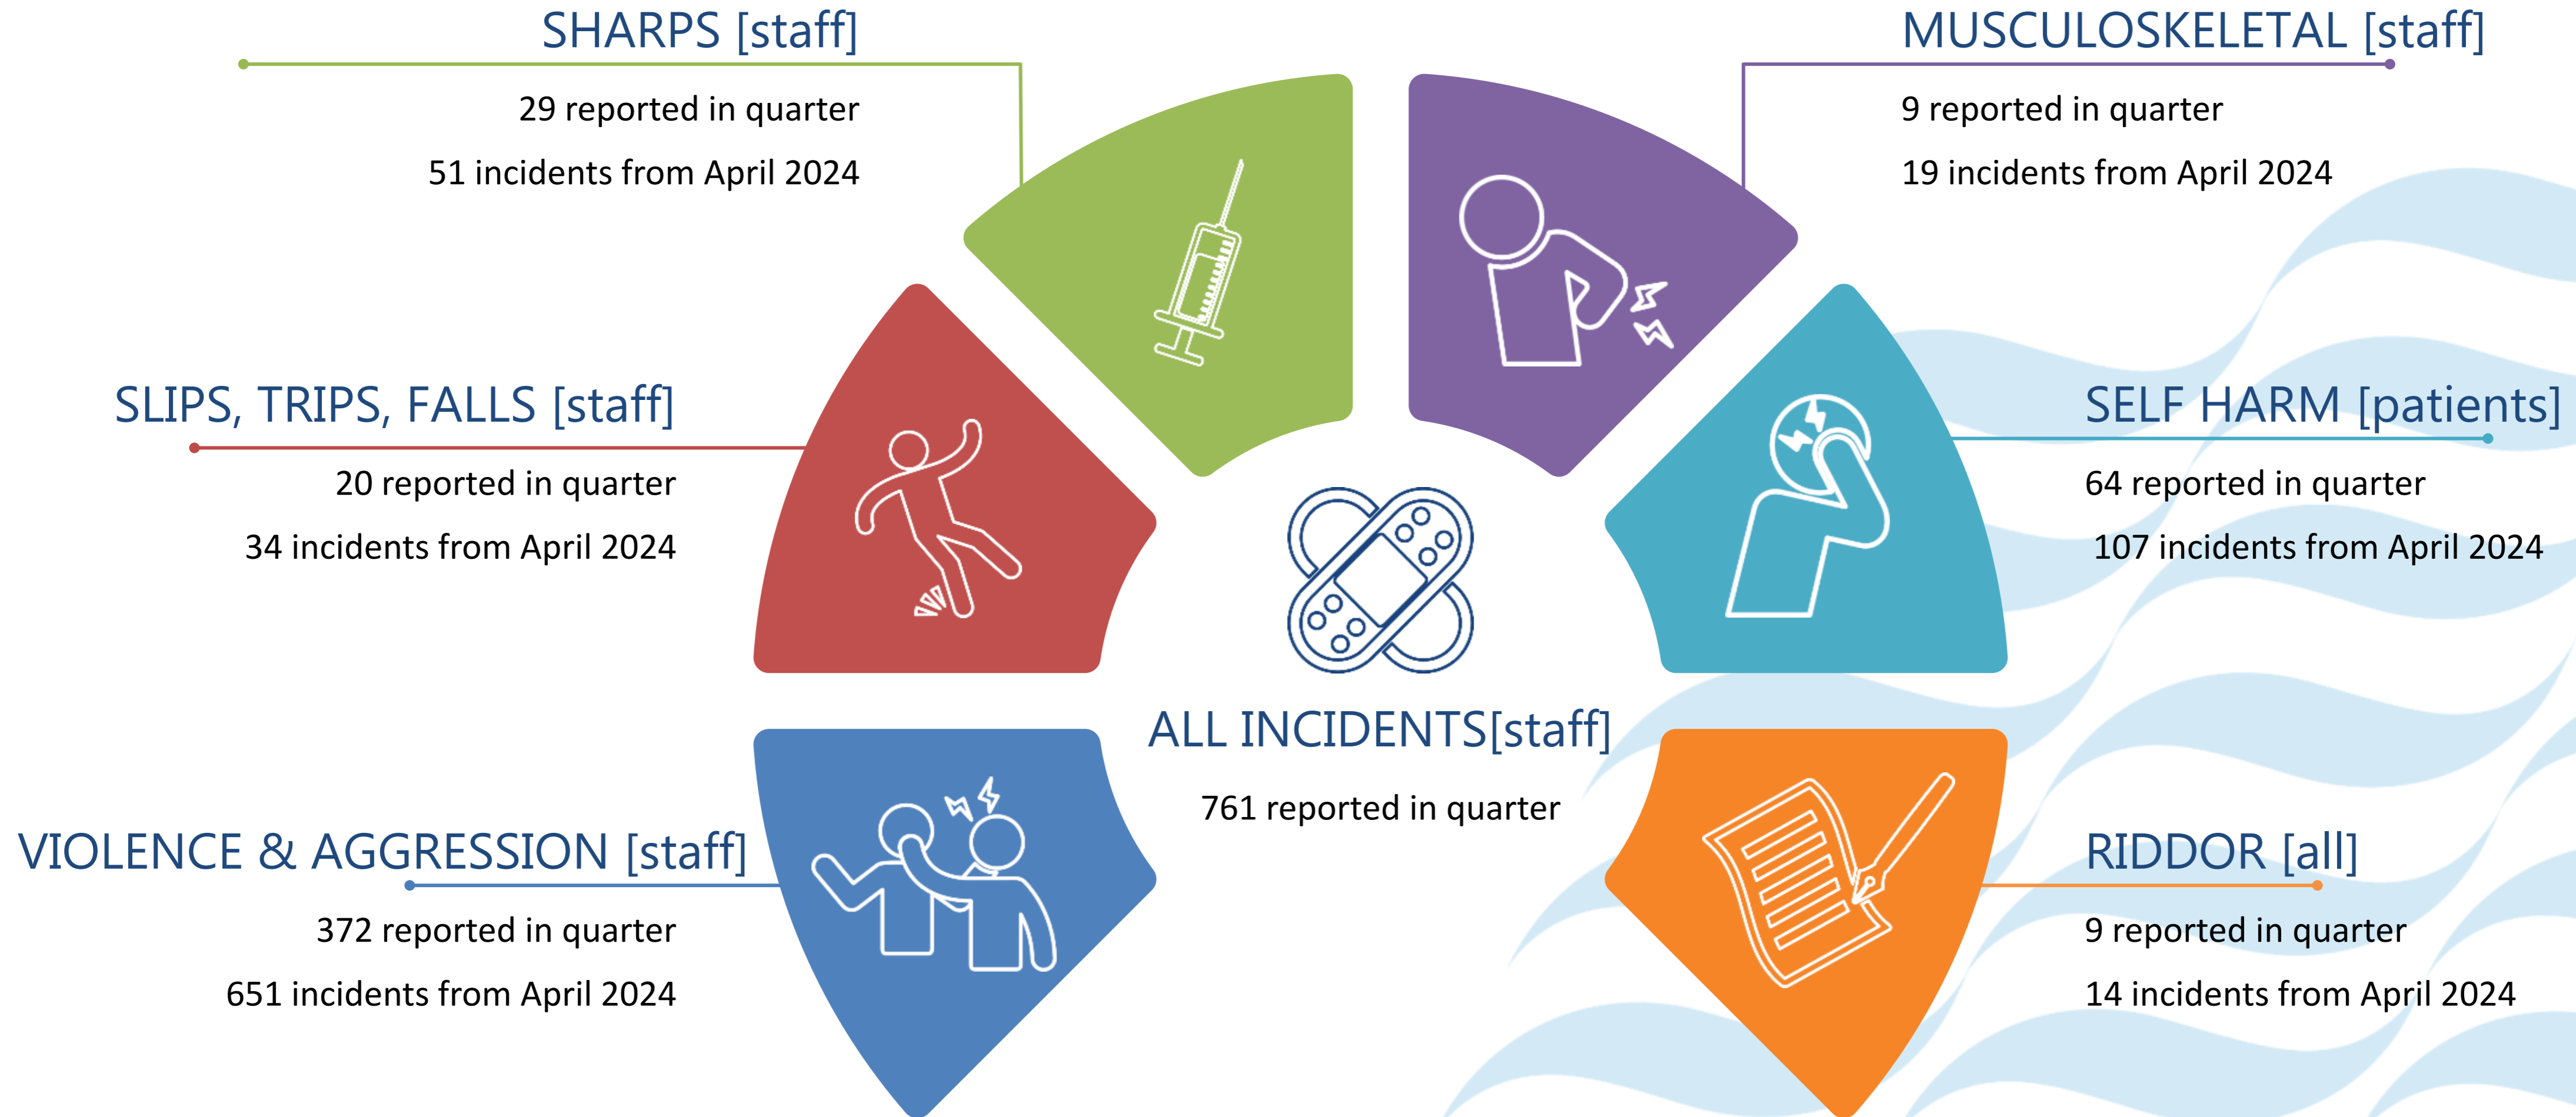 SHARPS [staff]
29 reported in quarter
51 incidents from April 2024
MUSCULOSKELETAL [staff]
9 reported in quarter
19 incidents from April 2024
SLIPS, TRIPS, FALLS [staff]
20 reported in quarter
34 incidents from April 2024
SELF HARM [patients]
64 reported in quarter
107 incidents from April 2024
ALL INCIDENTS[staff]
761 reported in quarter
VIOLENCE & AGGRESSION [staff]
372 reported in quarter
651 incidents from April 2024
RIDDOR [all]
9 reported in quarter
14 incidents from April 2024